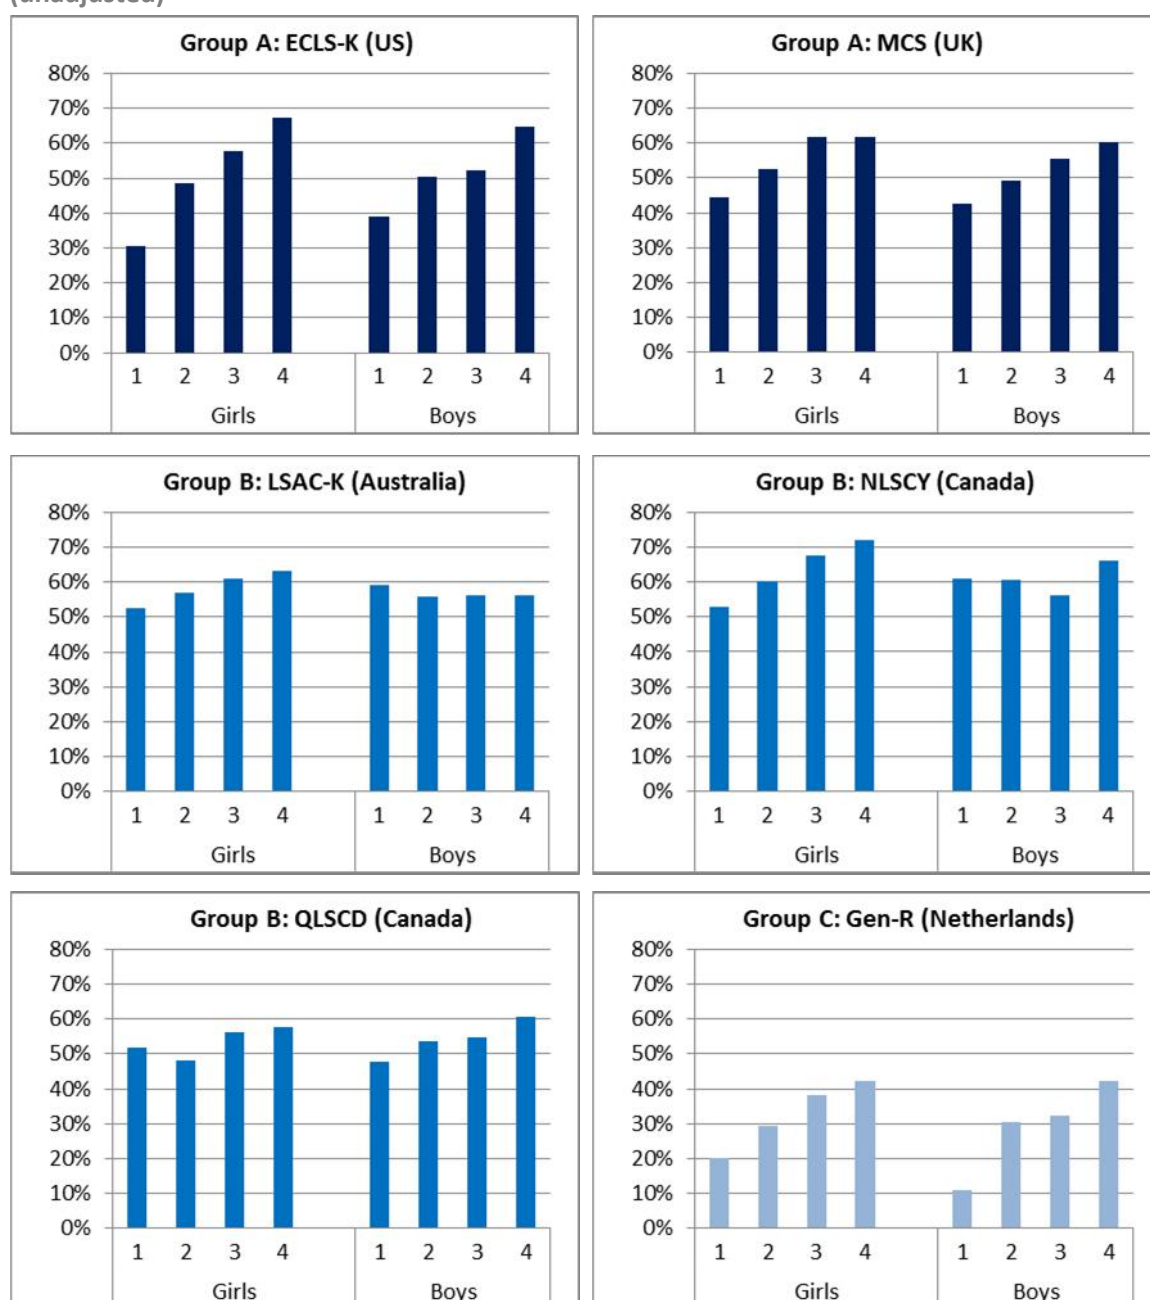 (unadjusted)
Group A: ECLS-K (US)
80%
70%
60%
50%
40%
30%
20%
10%
0%
1 2 3 4 1 2 3 4
Girls Boys
Group A: MCS (UK)
80%
70%
60%
50%
40%
30%
20%
10%
0%
1 2 3 4 1 2 3 4
Girls Boys
Group B: LSAC-K (Australia)
80%
70%
60%
50%
40%
30%
20%
10%
0%
1 2 3 4 1 2 3 4
Girls Boys
Group B: NLSCY (Canada)
80%
70%
60%
50%
40%
30%
20%
10%
0%
1 2 3 4 1 2 3 4
Girls Boys
Group B: QLSCD (Canada)
80%
70%
60%
50%
40%
30%
20%
10%
0%
1 2 3 4 1 2 3 4
Girls Boys
Group C: Gen-R (Netherlands)
80%
70%
60%
50%
40%
30%
20%
10%
0%
1 2 3 4 1 2 3 4
Girls Boys